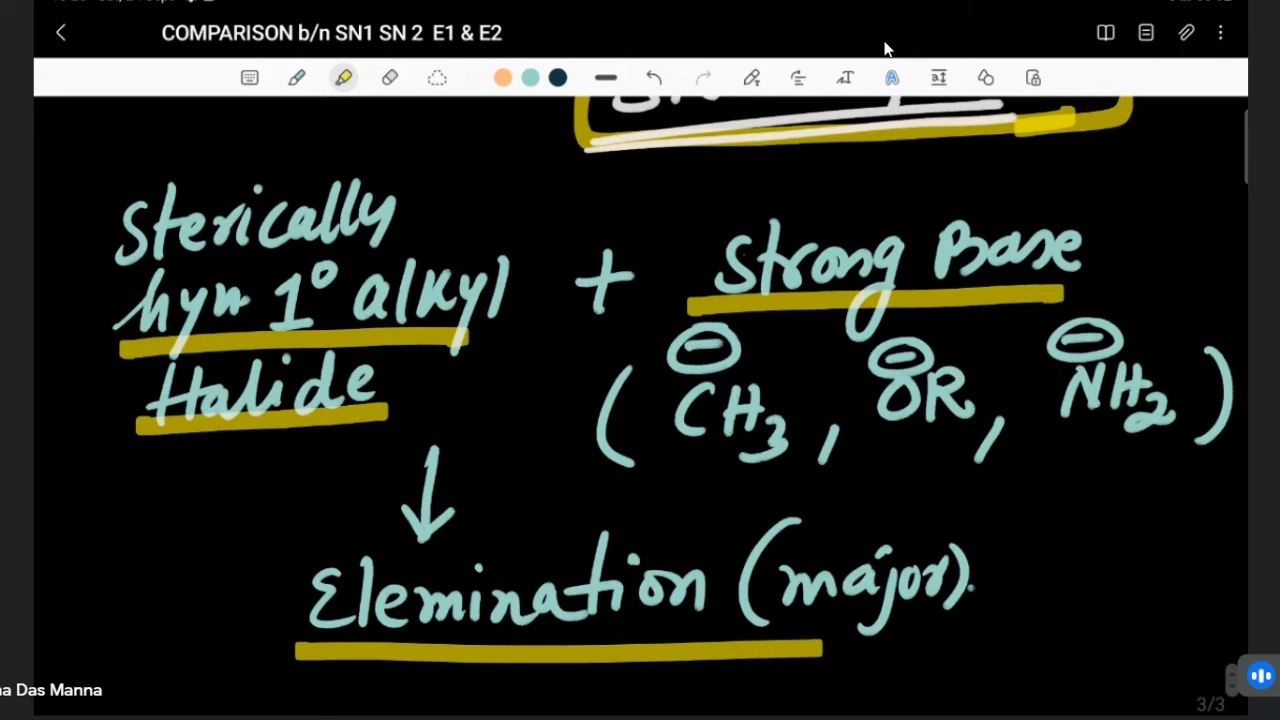 COMPARISON b/n SN1 SN 2 E1 & E2
Sterically
hyn 1° alkyl + Strong Base
Halide
(⊖CH3, ⊖OR, ⊖NH2)
↓
Elemination (major).
a Das Manna
3/3